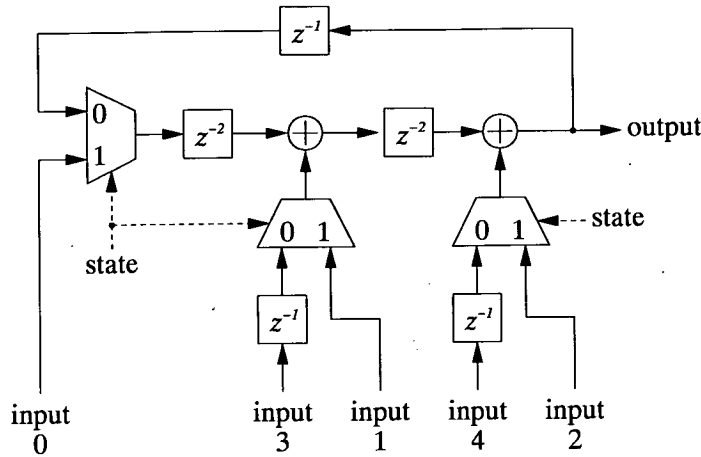 z⁻¹
0
1
z⁻²
z⁻²
output
0 1
0 1
state
state
z⁻¹
z⁻¹
input 0
input 3
input 1
input 4
input 2